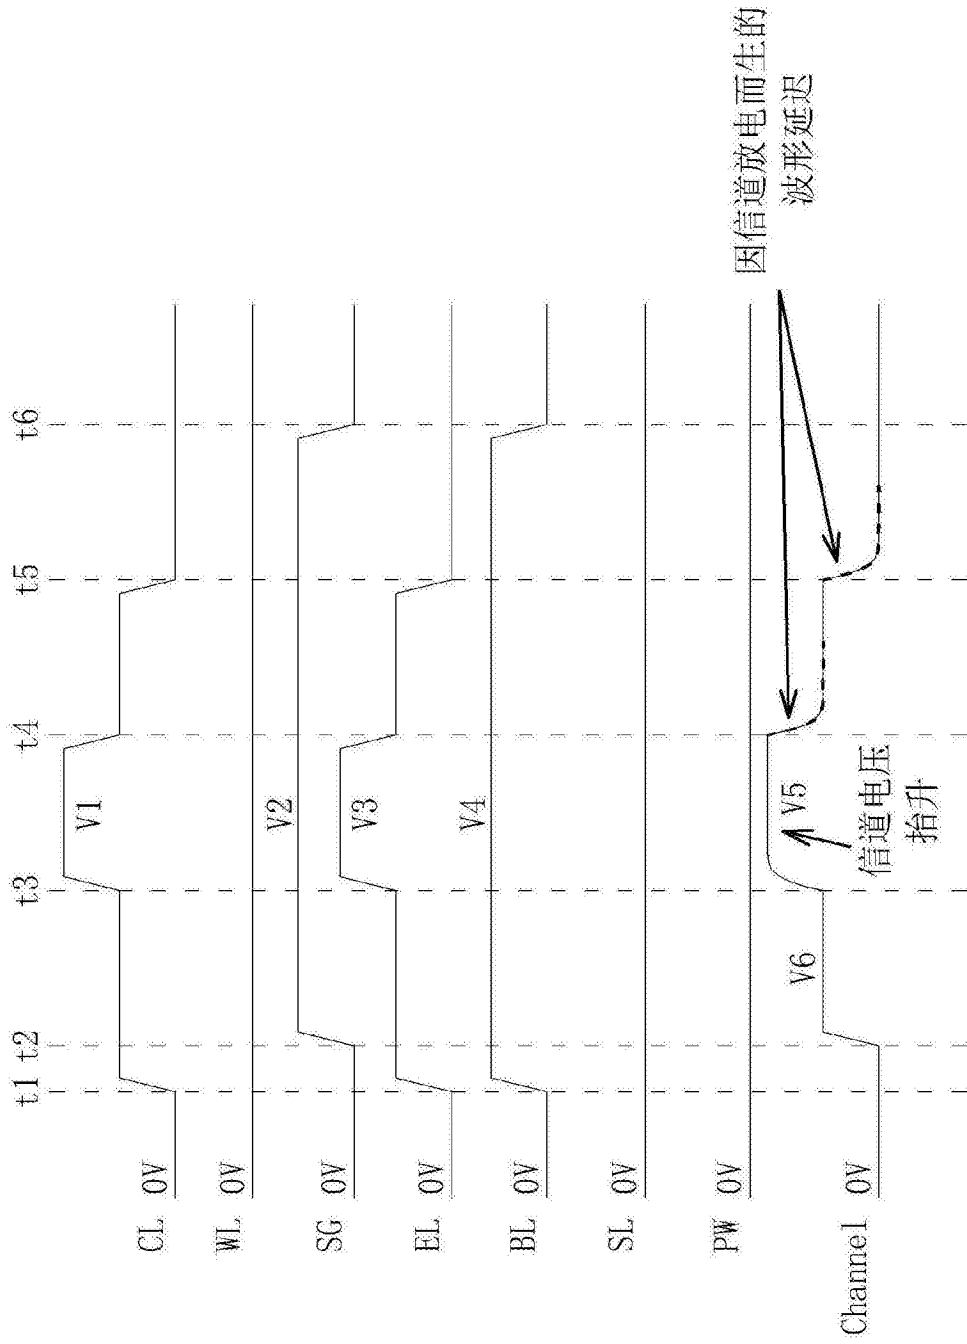 t1 t2 t3 t4 t5 t6
CL 0V
V1
WL 0V
SG 0V
V2
EL 0V
V3
BL 0V
V4
SL 0V
PW 0V
Channel 0V
V6
V5
信道电压
抬升
因信道放电而生的
波形延迟